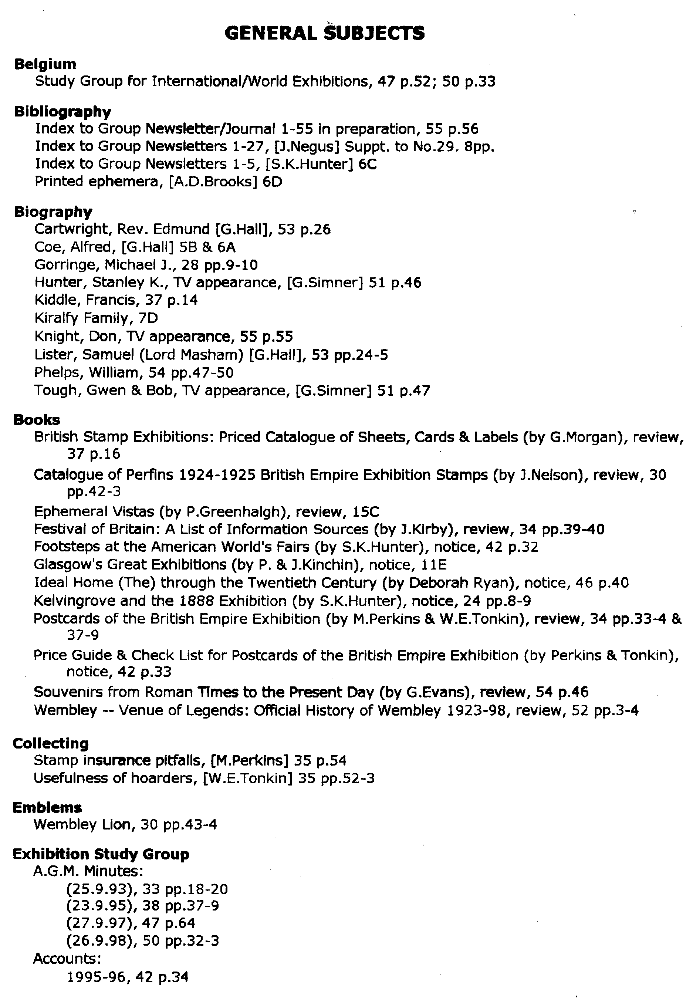 GENERAL SUBJECTS
Belgium
Study Group for International/World Exhibitions, 47 p.52; 50 p.33
Bibliography
Index to Group Newsletter/Journal 1-55 in preparation, 55 p.56
Index to Group Newsletters 1-27, [J.Negus] Suppt. to No.29. 8pp.
Index to Group Newsletters 1-5, [S.K.Hunter] 6C
Printed ephemera, [A.D.Brooks] 6D
Biography
Cartwright, Rev. Edmund [G.Hall], 53 p.26
Coe, Alfred, [G.Hall] 5B & 6A
Gorringe, Michael J., 28 pp.9-10
Hunter, Stanley K., TV appearance, [G.Simner] 51 p.46
Kiddle, Francis, 37 p.14
Kiralfy Family, 7D
Knight, Don, TV appearance, 55 p.55
Lister, Samuel (Lord Masham) [G.Hall], 53 pp.24-5
Phelps, William, 54 pp.47-50
Tough, Gwen & Bob, TV appearance, [G.Simner] 51 p.47
Books
British Stamp Exhibitions: Priced Catalogue of Sheets, Cards & Labels (by G.Morgan), review,
37 p.16
Catalogue of Perfins 1924-1925 British Empire Exhibition Stamps (by J.Nelson), review, 30
pp.42-3
Ephemeral Vistas (by P.Greenhalgh), review, 15C
Festival of Britain: A List of Information Sources (by J.Kirby), review, 34 pp.39-40
Footsteps at the American World's Fairs (by S.K.Hunter), notice, 42 p.32
Glasgow's Great Exhibitions (by P. & J.Kinchin), notice, 11E
Ideal Home (The) through the Twentieth Century (by Deborah Ryan), notice, 46 p.40
Kelvingrove and the 1888 Exhibition (by S.K.Hunter), notice, 24 pp.8-9
Postcards of the British Empire Exhibition (by M.Perkins & W.E.Tonkin), review, 34 pp.33-4 &
37-9
Price Guide & Check List for Postcards of the British Empire Exhibition (by Perkins & Tonkin),
notice, 42 p.33
Souvenirs from Roman Times to the Present Day (by G.Evans), review, 54 p.46
Wembley -- Venue of Legends: Official History of Wembley 1923-98, review, 52 pp.3-4
Collecting
Stamp insurance pitfalls, [M.Perkins] 35 p.54
Usefulness of hoarders, [W.E.Tonkin] 35 pp.52-3
Emblems
Wembley Lion, 30 pp.43-4
Exhibition Study Group
A.G.M. Minutes:
(25.9.93), 33 pp.18-20
(23.9.95), 38 pp.37-9
(27.9.97), 47 p.64
(26.9.98), 50 pp.32-3
Accounts:
1995-96, 42 p.34